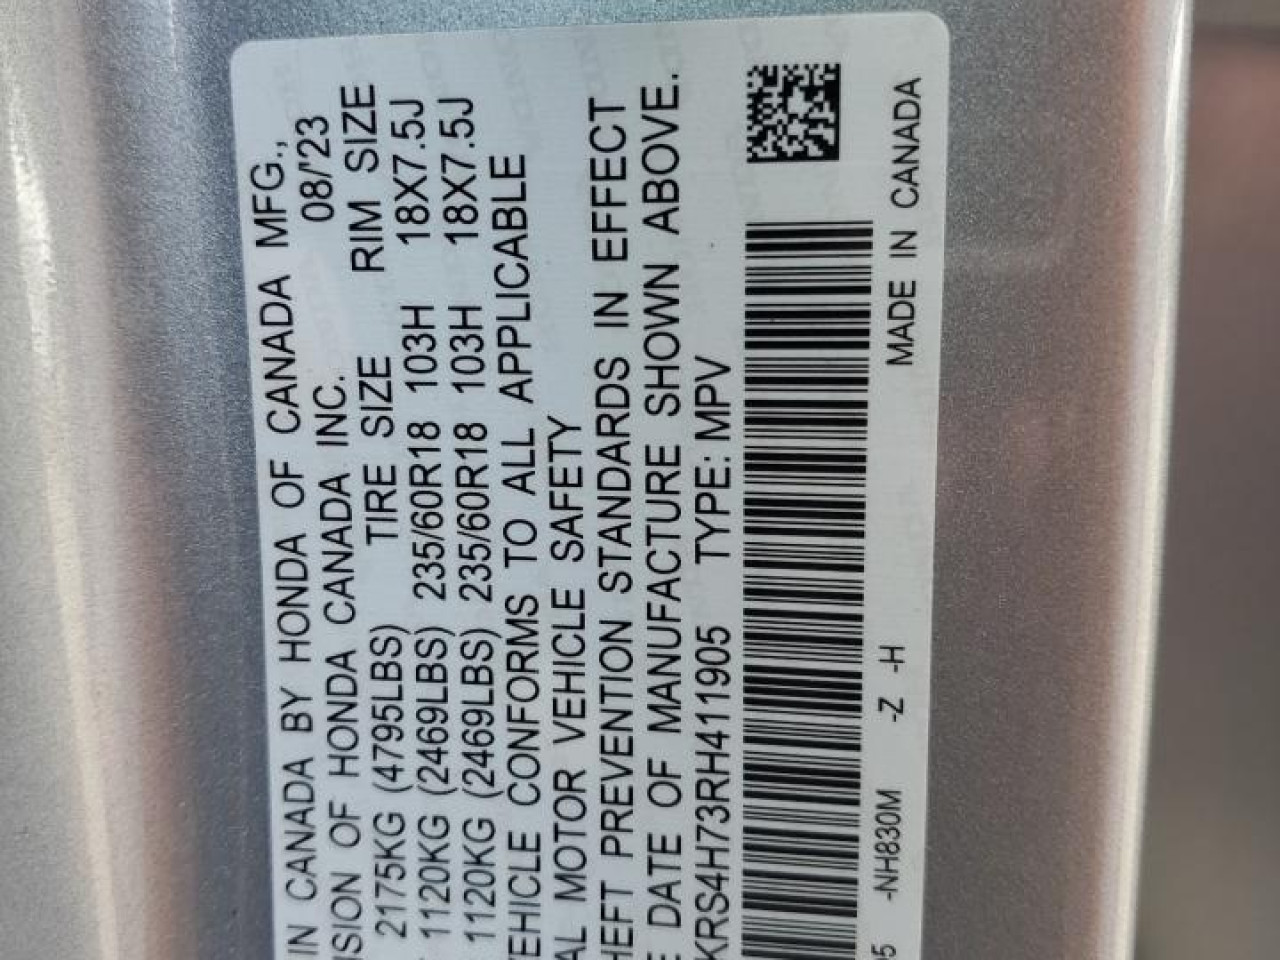 IN CANADA BY HONDA OF CANADA MFG.,
ISION OF HONDA CANADA INC. 08/'23
TIRE SIZE RIM SIZE
2175KG (4795LBS) 235/60R18 103H 18X7.5J
1120KG (2469LBS) 235/60R18 103H 18X7.5J
1120KG (2469LBS)
VEHICLE CONFORMS TO ALL APPLICABLE
AL MOTOR VEHICLE SAFETY
HEFT PREVENTION STANDARDS IN EFFECT
E DATE OF MANUFACTURE SHOWN ABOVE.
KRS4H73RH411905 TYPE: MPV
05 -NH830M -Z -H MADE IN CANADA